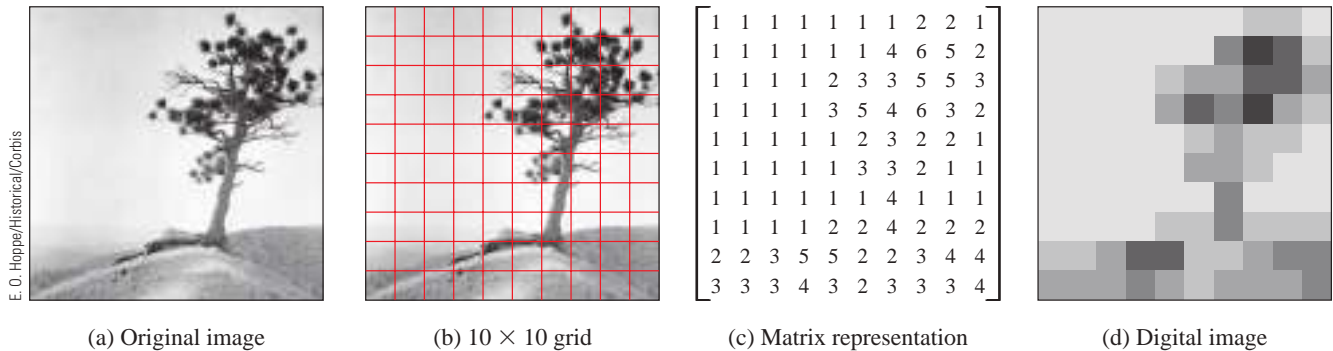 E. O. Hoppe/Historical/Corbis
1 1 1 1 1 1 1 2 2 1
1 1 1 1 1 1 4 6 5 2
1 1 1 1 2 3 3 5 5 3
1 1 1 1 3 5 4 6 3 2
1 1 1 1 1 2 3 2 2 1
1 1 1 1 1 3 3 2 1 1
1 1 1 1 1 1 4 1 1 1
1 1 1 1 2 2 4 2 2 2
2 2 3 5 5 2 2 3 4 4
3 3 3 4 3 2 3 3 3 4
(a) Original image
(b) 10 × 10 grid
(c) Matrix representation
(d) Digital image